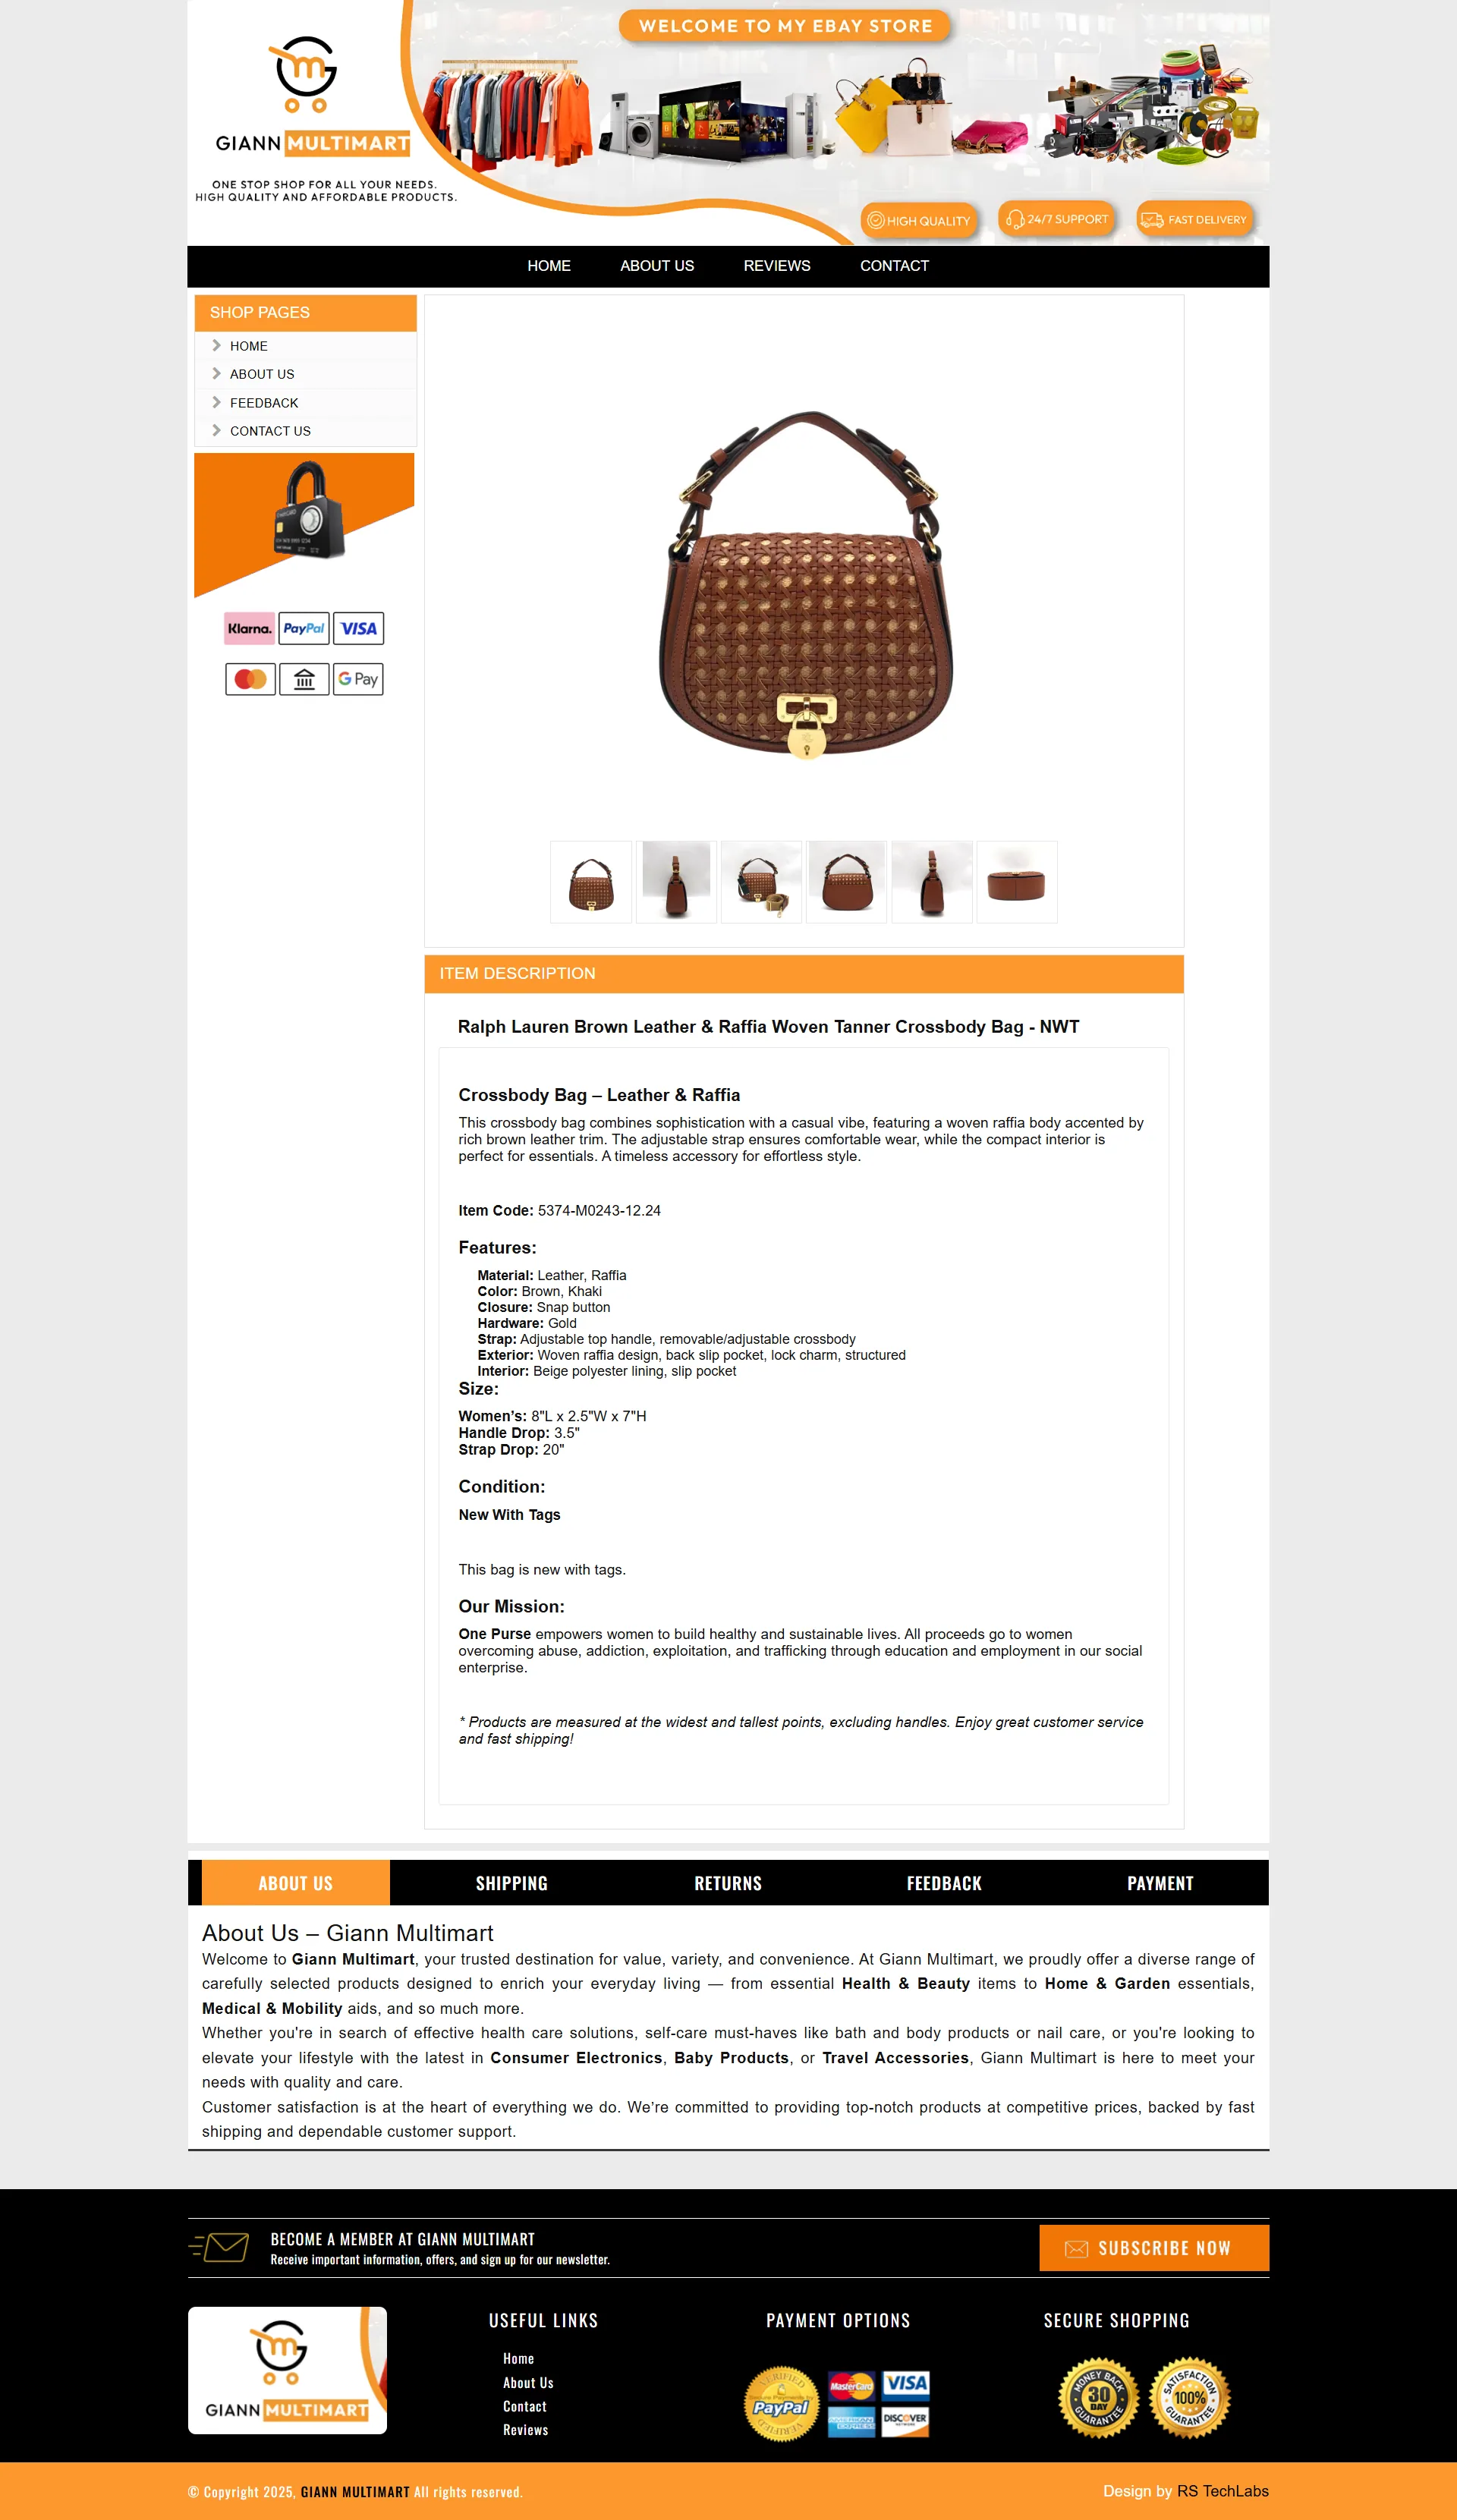 WELCOME TO MY EBAY STORE
GIANN MULTIMART
ONE STOP SHOP FOR ALL YOUR NEEDS.
HIGH QUALITY AND AFFORDABLE PRODUCTS.
HIGH QUALITY
24/7 SUPPORT
FAST DELIVERY
HOME
ABOUT US
REVIEWS
CONTACT
SHOP PAGES
HOME
ABOUT US
FEEDBACK
CONTACT US
Klarna.
PayPal
VISA
G Pay
ITEM DESCRIPTION
Ralph Lauren Brown Leather & Raffia Woven Tanner Crossbody Bag - NWT
Crossbody Bag – Leather & Raffia
This crossbody bag combines sophistication with a casual vibe, featuring a woven raffia body accented by
rich brown leather trim. The adjustable strap ensures comfortable wear, while the compact interior is
perfect for essentials. A timeless accessory for effortless style.
Item Code: 5374-M0243-12.24
Features:
Material: Leather, Raffia
Color: Brown, Khaki
Closure: Snap button
Hardware: Gold
Strap: Adjustable top handle, removable/adjustable crossbody
Exterior: Woven raffia design, back slip pocket, lock charm, structured
Interior: Beige polyester lining, slip pocket
Size:
Women’s: 8"L x 2.5"W x 7"H
Handle Drop: 3.5"
Strap Drop: 20"
Condition:
New With Tags
This bag is new with tags.
Our Mission:
One Purse empowers women to build healthy and sustainable lives. All proceeds go to women
overcoming abuse, addiction, exploitation, and trafficking through education and employment in our social
enterprise.
* Products are measured at the widest and tallest points, excluding handles. Enjoy great customer service
and fast shipping!
ABOUT US
SHIPPING
RETURNS
FEEDBACK
PAYMENT
About Us – Giann Multimart
Welcome to Giann Multimart, your trusted destination for value, variety, and convenience. At Giann Multimart, we proudly offer a diverse range of
carefully selected products designed to enrich your everyday living — from essential Health & Beauty items to Home & Garden essentials,
Medical & Mobility aids, and so much more.
Whether you're in search of effective health care solutions, self-care must-haves like bath and body products or nail care, or you're looking to
elevate your lifestyle with the latest in Consumer Electronics, Baby Products, or Travel Accessories, Giann Multimart is here to meet your
needs with quality and care.
Customer satisfaction is at the heart of everything we do. We’re committed to providing top-notch products at competitive prices, backed by fast
shipping and dependable customer support.
BECOME A MEMBER AT GIANN MULTIMART
Receive important information, offers, and sign up for our newsletter.
SUBSCRIBE NOW
GIANN MULTIMART
USEFUL LINKS
Home
About Us
Contact
Reviews
PAYMENT OPTIONS
VERIFIED
PayPal
VERIFIED
MasterCard
VISA
AMERICAN EXPRESS
DISCOVER
SECURE SHOPPING
MONEY BACK
30 DAY
GUARANTEE
SATISFACTION
100%
GUARANTEE
© Copyright 2025, GIANN MULTIMART All rights reserved.
Design by RS TechLabs